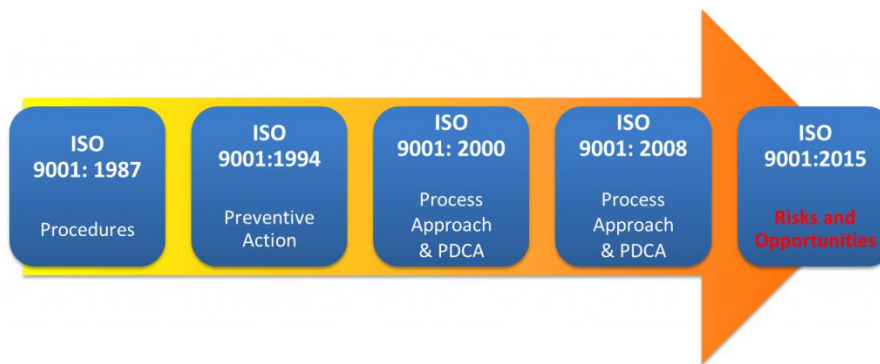 ISO
9001: 1987
Procedures
ISO
9001:1994
Preventive
Action
ISO
9001: 2000
Process
Approach
& PDCA
ISO
9001: 2008
Process
Approach
& PDCA
ISO
9001:2015
Risks and
Opportunities